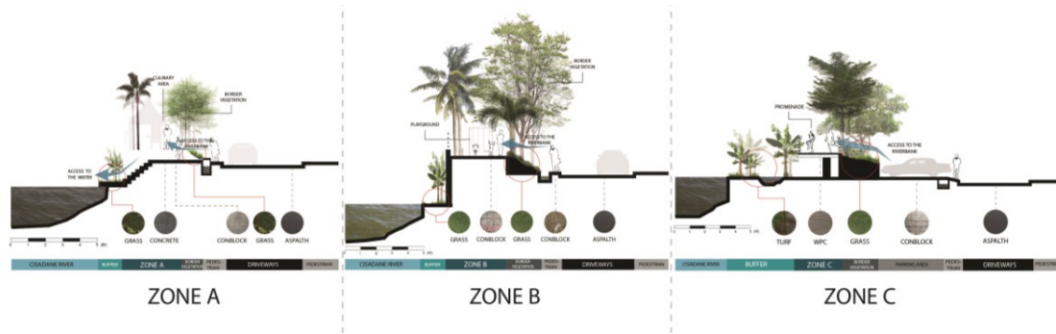 CULINARY
AREA
BORDER
VEGETATION
ACCESS TO THE
RIVERBANK
ACCESS TO
THE WATER
GRASS
CONCRETE
CONBLOCK
GRASS
ASPALTH
CISADANE RIVER
BUFFER
ZONE A
BORDER
VEGETATION
DRIVEWAYS
PEDESTRIAN
ZONE A
BORDER
VEGETATION
PLAYGROUND
ACCESS TO THE
RIVERBANK
GRASS
CONBLOCK
GRASS
CONBLOCK
ASPALTH
CISADANE RIVER
BUFFER
ZONE B
BORDER
VEGETATION
DRIVEWAYS
PEDESTRIAN
ZONE B
PROMENADE
ACCESS TO THE
RIVERBANK
TURF
WPC
GRASS
CONBLOCK
ASPALTH
CISADANE RIVER
BUFFER
ZONE C
BORDER
VEGETATION
PARKING AREA
DRIVEWAYS
PEDESTRIAN
ZONE C